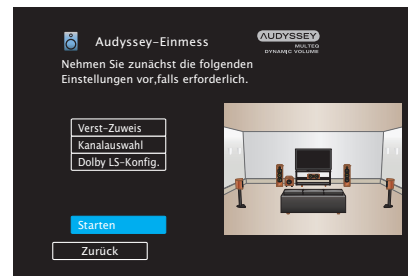 Audyssey-Einmess
AUDYSSEY
MULTEQ
DYNAMIC VOLUME
Nehmen Sie zunächst die folgenden
Einstellungen vor,falls erforderlich.
Verst-Zuweis
Kanalauswahl
Dolby LS-Konfig.
Starten
Zurück